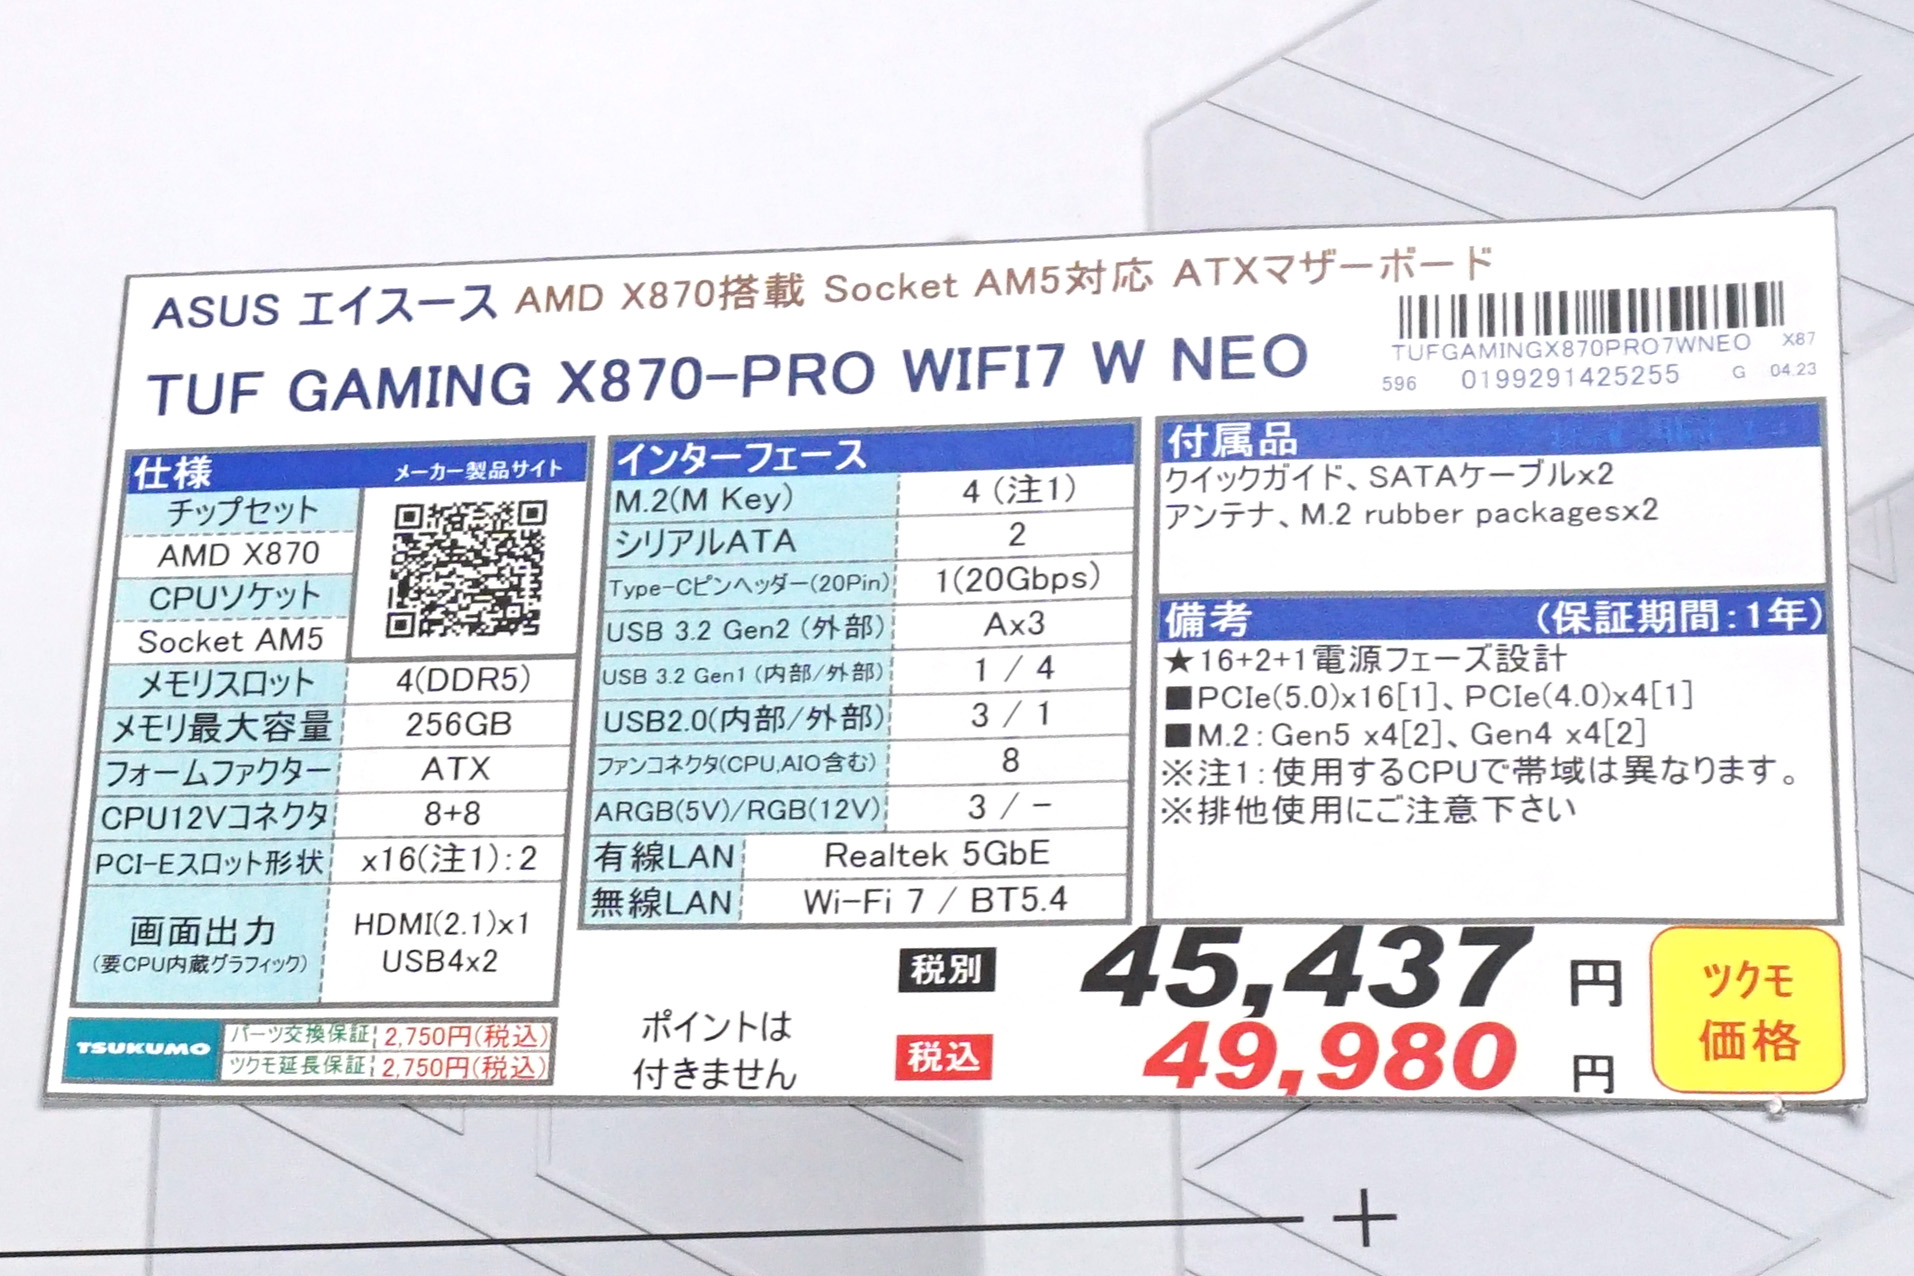 ASUS エイスース AMD X870搭載 Socket AM5対応 ATXマザーボード
TUF GAMING X870-PRO WIFI7 W NEO
TUFGAMINGX870PRO7WNEO X87
596 0199291425255 G 04.23
仕様 メーカー製品サイト
チップセット
AMD X870
CPUソケット
Socket AM5
メモリスロット 4(DDR5)
メモリ最大容量 256GB
フォームファクター ATX
CPU12Vコネクタ 8+8
PCI-Eスロット形状 x16(注1):2
画面出力 HDMI(2.1)x1
(要CPU内蔵グラフィック) USB4x2
インターフェース
M.2(M Key) 4 (注1)
シリアルATA 2
Type-Cピンヘッダー(20Pin) 1(20Gbps)
USB 3.2 Gen2 (外部) Ax3
USB 3.2 Gen1 (内部/外部) 1 / 4
USB2.0(内部/外部) 3 / 1
ファンコネクタ(CPU,AIO含む) 8
ARGB(5V)/RGB(12V) 3 / -
有線LAN Realtek 5GbE
無線LAN Wi-Fi 7 / BT5.4
付属品
クイックガイド、SATAケーブルx2
アンテナ、M.2 rubber packagesx2
備考 (保証期間:1年)
★16+2+1電源フェーズ設計
■PCIe(5.0)x16[1]、PCIe(4.0)x4[1]
■M.2:Gen5 x4[2]、Gen4 x4[2]
※注1:使用するCPUで帯域は異なります。
※排他使用にご注意下さい
TSUKUMO
パーツ交換保証 2,750円(税込)
ツクモ延長保証 2,750円(税込)
ポイントは
付きません
税別 45,437 円
税込 49,980 円
ツクモ
価格